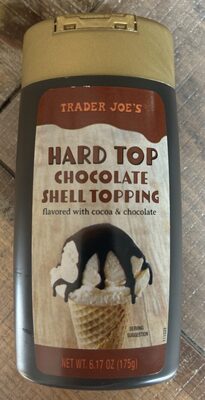 TRADER JOE'S
HARD TOP
CHOCOLATE
SHELL TOPPING
flavored with cocoa & chocolate
SERVING
SUGGESTION
NET WT. 6.17 OZ (175g)